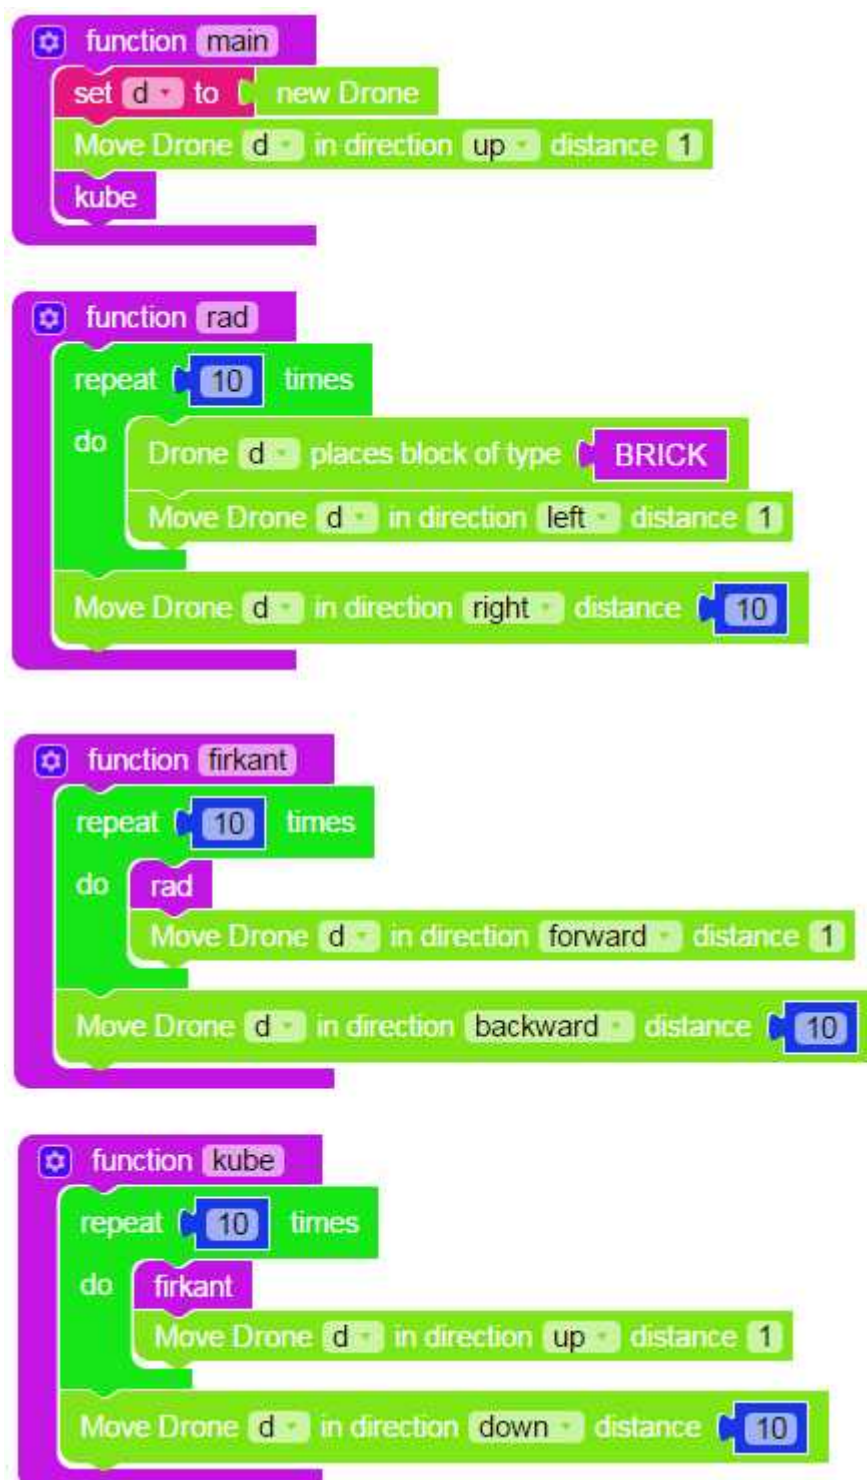 function main
set d to new Drone
Move Drone d in direction up distance 1
kube
function rad
repeat 10 times
do Drone d places block of type BRICK
Move Drone d in direction left distance 1
Move Drone d in direction right distance 10
function firkant
repeat 10 times
do rad
Move Drone d in direction forward distance 1
Move Drone d in direction backward distance 10
function kube
repeat 10 times
do firkant
Move Drone d in direction up distance 1
Move Drone d in direction down distance 10